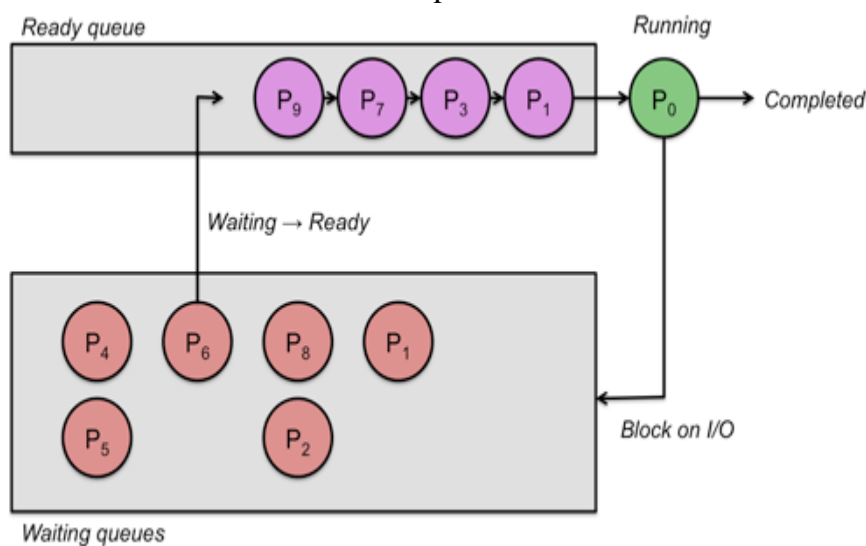 Ready queue
Running
P9 P7 P3 P1 P0 Completed
Waiting → Ready
P4 P6 P8 P1
P5 P2
Block on I/O
Waiting queues